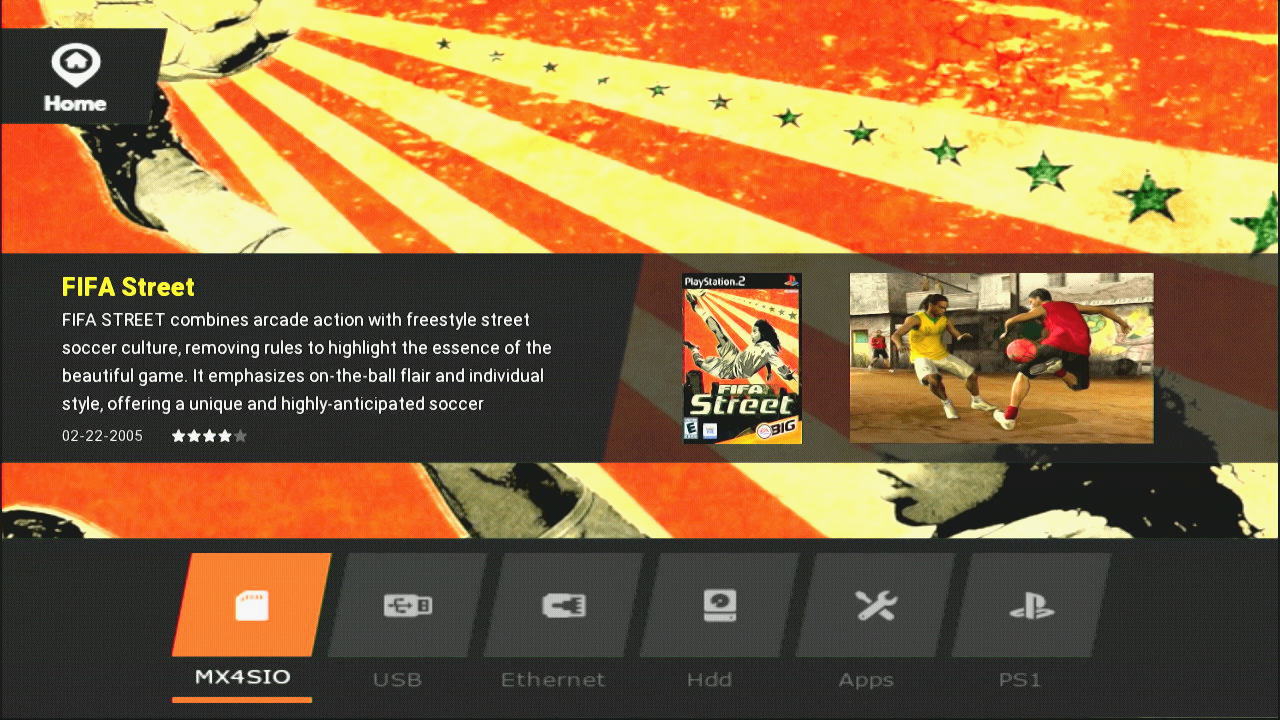 Home
FIFA Street
FIFA STREET combines arcade action with freestyle street
soccer culture, removing rules to highlight the essence of the
beautiful game. It emphasizes on-the-ball flair and individual
style, offering a unique and highly-anticipated soccer
02-22-2005
PlayStation.2
FIFA
Street
E
BIG
MX4SIO
USB
Ethernet
Hdd
Apps
PS1